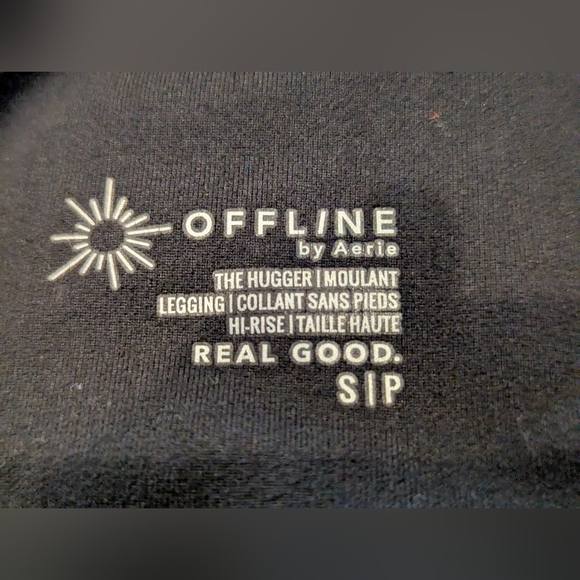 OFFLINE
by Aerie
THE HUGGER | MOULANT
LEGGING | COLLANT SANS PIEDS
HI-RISE | TAILLE HAUTE
REAL GOOD.
S | P